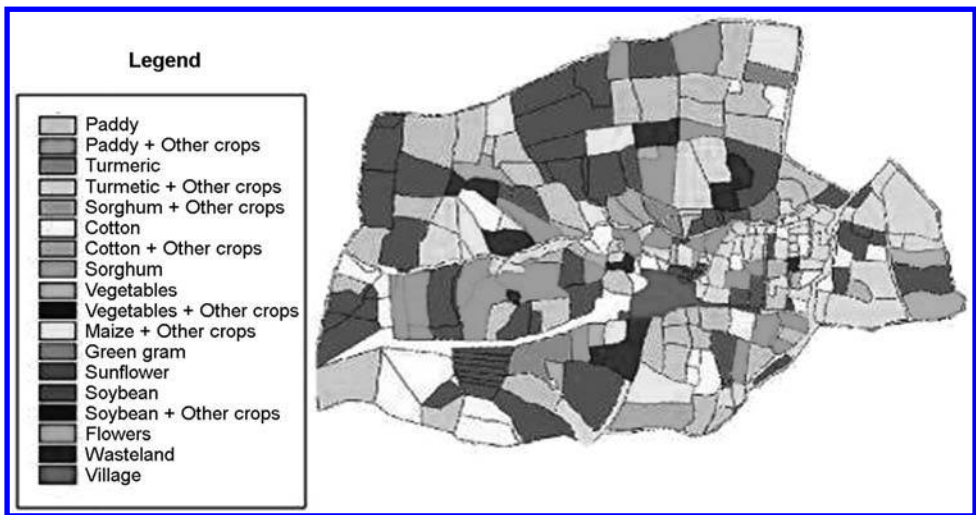 Legend
Paddy
Paddy + Other crops
Turmeric
Turmetic + Other crops
Sorghum + Other crops
Cotton
Cotton + Other crops
Sorghum
Vegetables
Vegetables + Other crops
Maize + Other crops
Green gram
Sunflower
Soybean
Soybean + Other crops
Flowers
Wasteland
Village